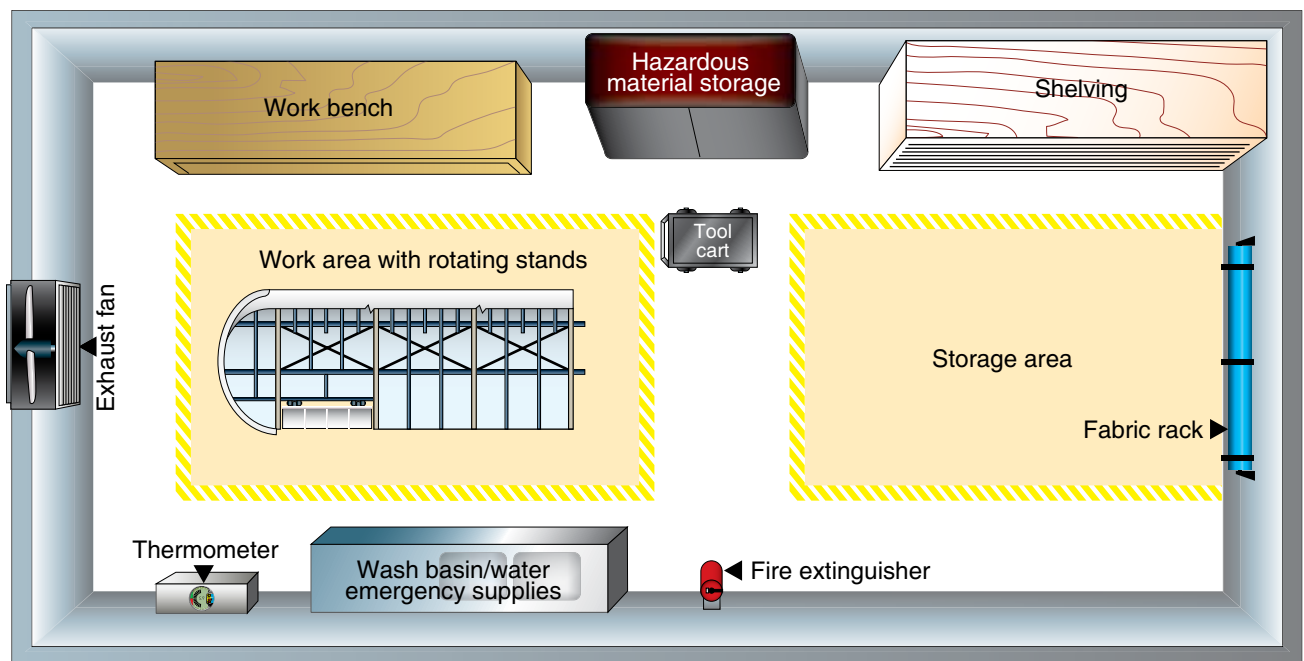 Hazardous
material storage
Work bench
Shelving
Tool
cart
Work area with rotating stands
Exhaust fan
Storage area
Fabric rack
Thermometer
Wash basin/water
emergency supplies
Fire extinguisher